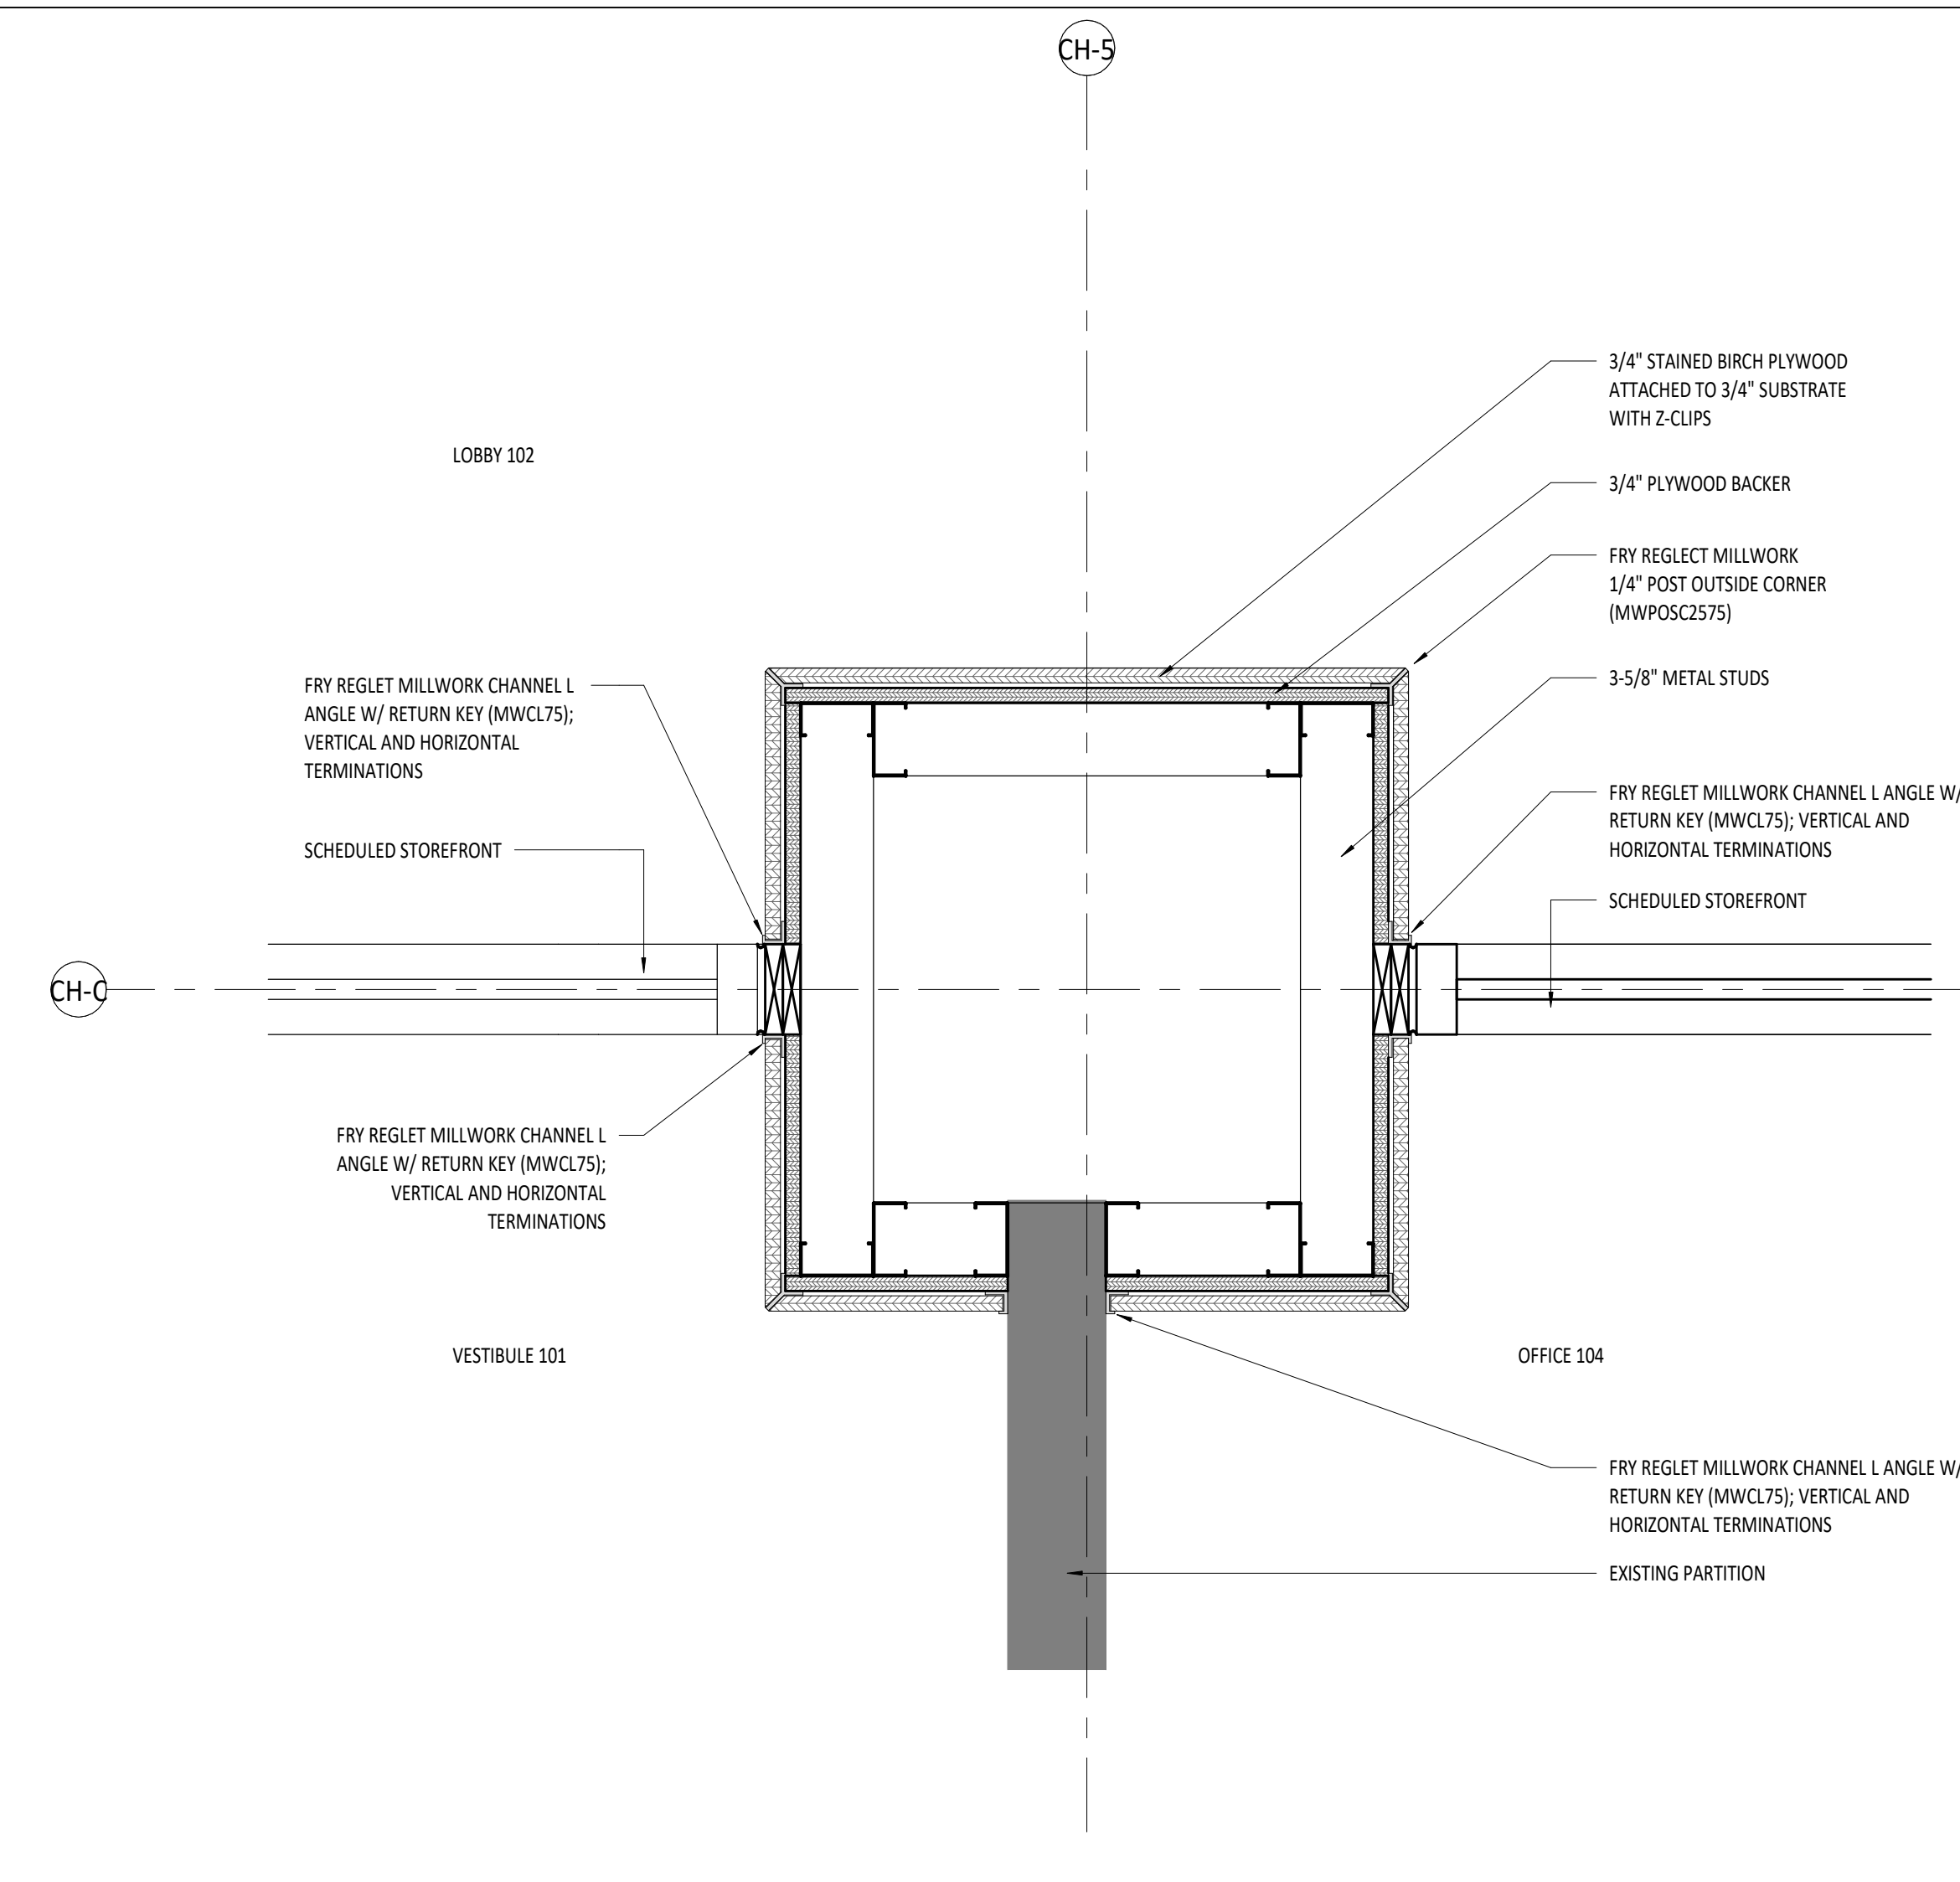 CH-5
3/4" STAINED BIRCH PLYWOOD
ATTACHED TO 3/4" SUBSTRATE
WITH Z-CLIPS
LOBBY 102
3/4" PLYWOOD BACKER
FRY REGLECT MILLWORK
1/4" POST OUTSIDE CORNER
(MWPOSC2575)
3-5/8" METAL STUDS
FRY REGLET MILLWORK CHANNEL L
ANGLE W/ RETURN KEY (MWCL75);
VERTICAL AND HORIZONTAL
TERMINATIONS
FRY REGLET MILLWORK CHANNEL L ANGLE W/
RETURN KEY (MWCL75); VERTICAL AND
HORIZONTAL TERMINATIONS
SCHEDULED STOREFRONT
SCHEDULED STOREFRONT
CH-C
FRY REGLET MILLWORK CHANNEL L
ANGLE W/ RETURN KEY (MWCL75);
VERTICAL AND HORIZONTAL
TERMINATIONS
VESTIBULE 101
OFFICE 104
FRY REGLET MILLWORK CHANNEL L ANGLE W/
RETURN KEY (MWCL75); VERTICAL AND
HORIZONTAL TERMINATIONS
EXISTING PARTITION